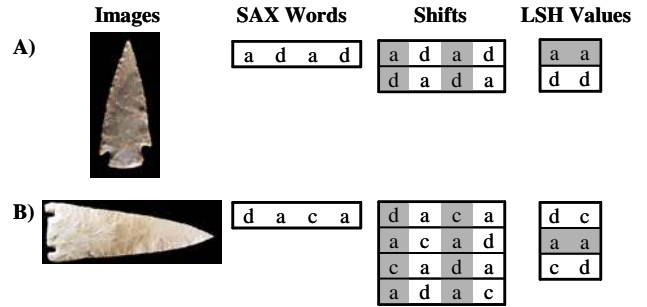 Images SAX Words Shifts LSH Values
A)
a d a d
a d a d
d a d a
a a
d d
B)
d a c a
d a c a
a c a d
c a d a
a d a c
d c
a a
c d